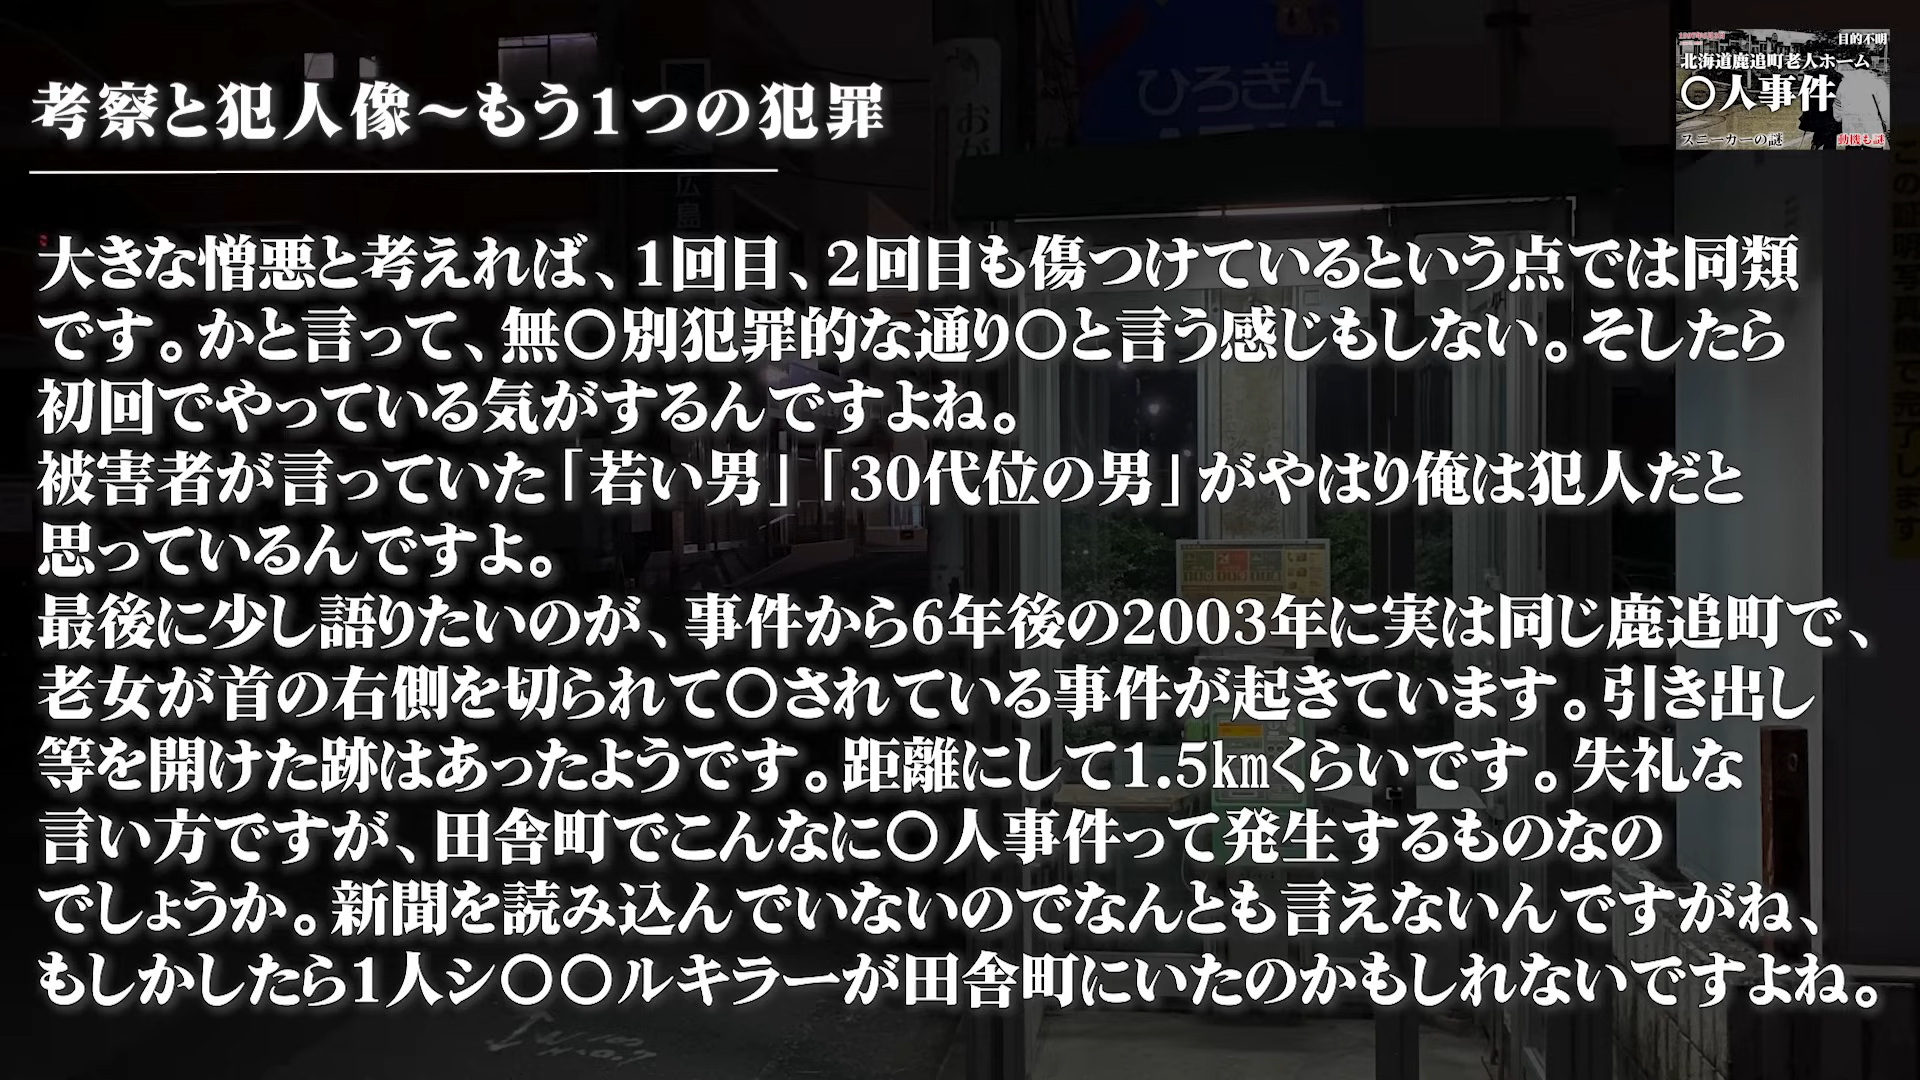 考察と犯人像～もう1つの犯罪
目的不明
北海道鹿追町老人ホーム
〇人事件
スニーカーの謎
動機も謎
ひろぎん
広島
大きな憎悪と考えれば、1回目、2回目も傷つけているという点では同類
です。かと言って、無〇別犯罪的な通り〇と言う感じもしない。そしたら
初回でやっている気がするんですよね。
被害者が言っていた「若い男」「30代位の男」がやはり俺は犯人だと
思っているんですよ。
最後に少し語りたいのが、事件から6年後の2003年に実は同じ鹿追町で、
老女が首の右側を切られて〇されている事件が起きています。引き出し
等を開けた跡はあったようです。距離にして1.5㎞くらいです。失礼な
言い方ですが、田舎町でこんなに〇人事件って発生するものなの
でしょうか。新聞を読み込んでいないのでなんとも言えないんですがね、
もしかしたら1人シ〇〇ルキラーが田舎町にいたのかもしれないですよね。